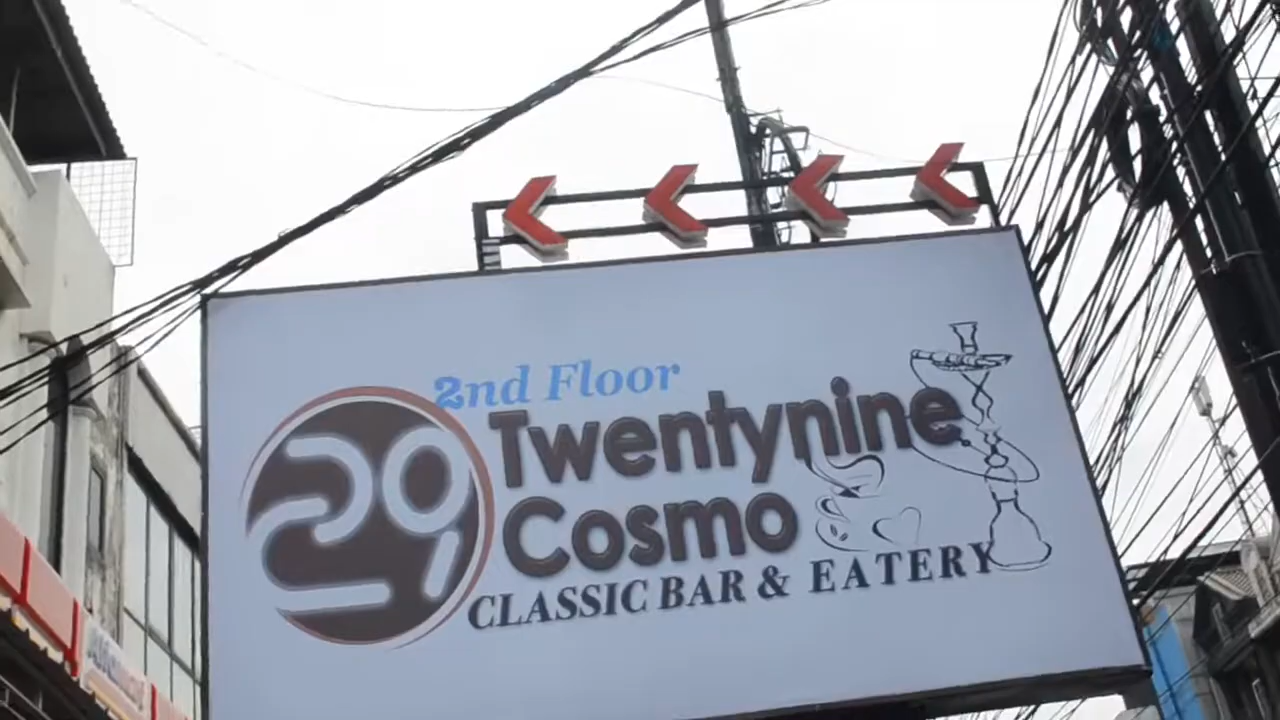 2nd Floor
29
Twentynine
Cosmo
CLASSIC BAR & EATERY